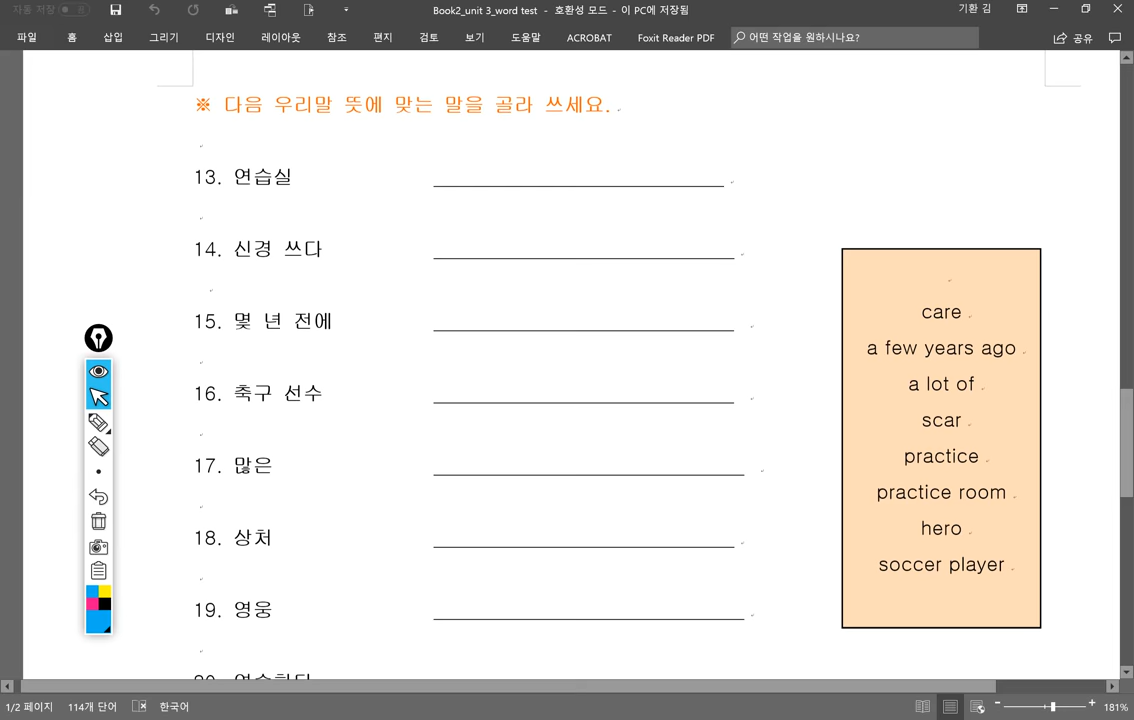 자동 저장
Book2_unit 3_word test - 호환성 모드 - 이 PC에 저장됨
기환 김
파일 홈 삽입 그리기 디자인 레이아웃 참조 편지 검토 보기 도움말 ACROBAT Foxit Reader PDF 어떤 작업을 원하시나요? 공유
※ 다음 우리말 뜻에 맞는 말을 골라 쓰세요.
13. 연습실
14. 신경 쓰다
15. 몇 년 전에
16. 축구 선수
17. 많은
18. 상처
19. 영웅
20. 연습하다
care
a few years ago
a lot of
scar
practice
practice room
hero
soccer player
1/2 페이지 114개 단어 한국어 181%